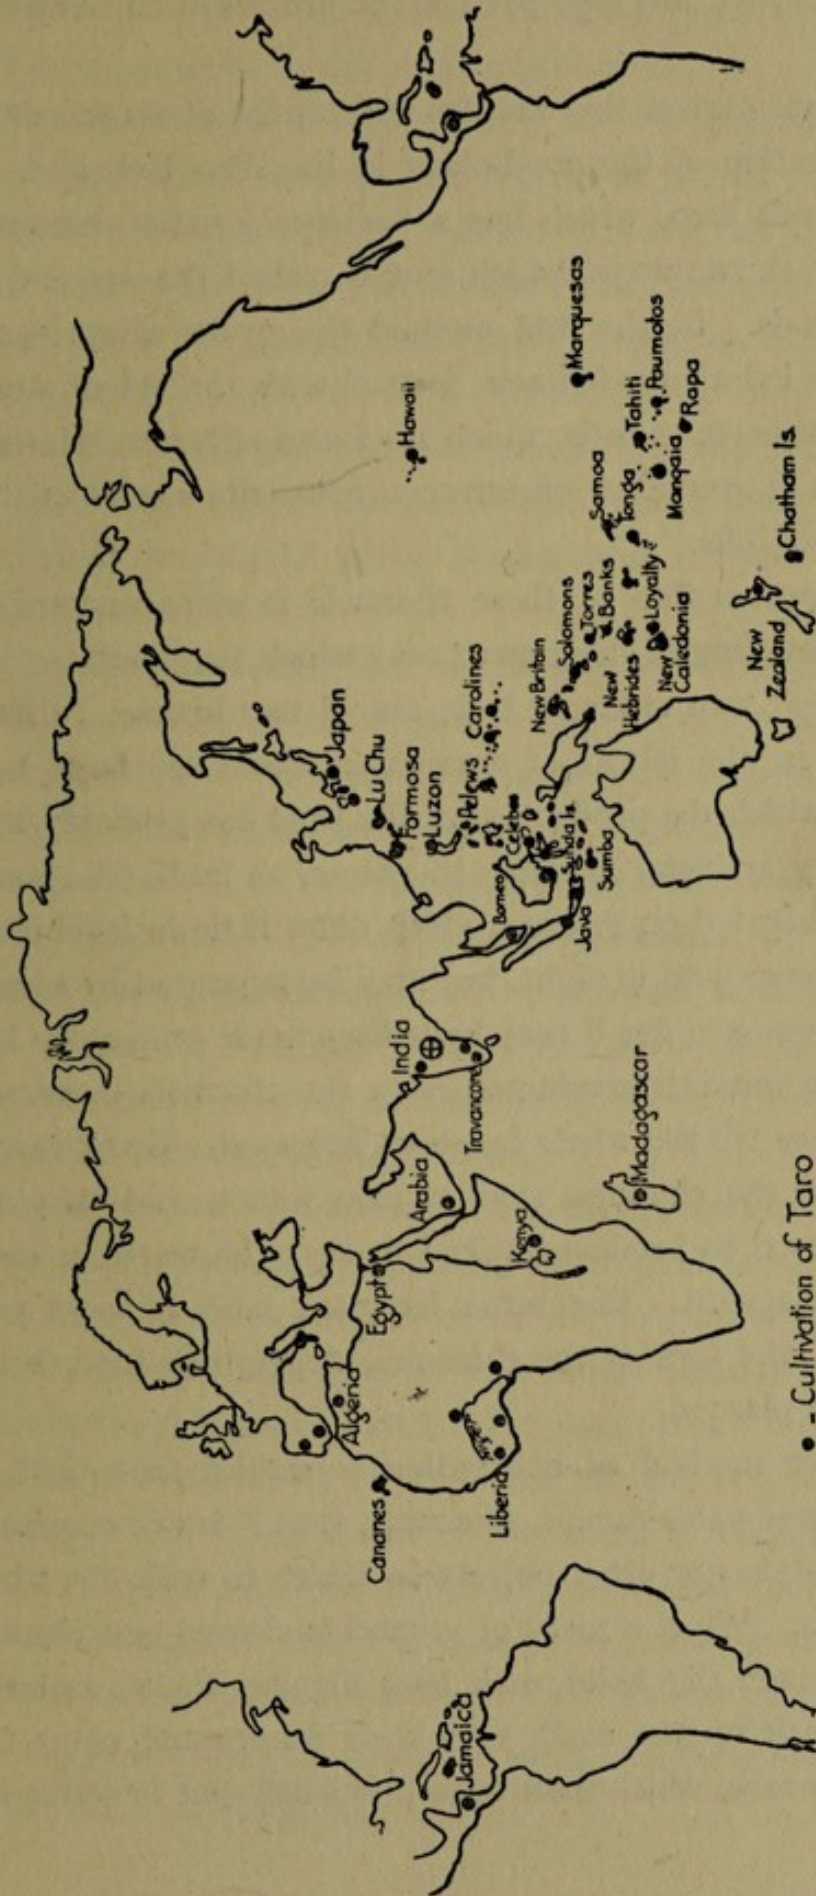 Jamaica
Canaries
Liberia
Algeria
Egypt
Arabia
Kenya
Madagascar
India
Travancore
Japan
Lu Chu
Formosa
Luzon
Pelews
Carolines
Borneo
Celebes
Java
Sunda Is.
Sumba
New Britain
Solomons
Torres
Banks
New
Hebrides
Loyalty
New
Caledonia
Samoa
Tonga
Hawaii
Marquesas
Tahiti
Paumotos
Mangaia
Rapa
New
Zealand
Chatham Is.
• - Cultivation of Taro